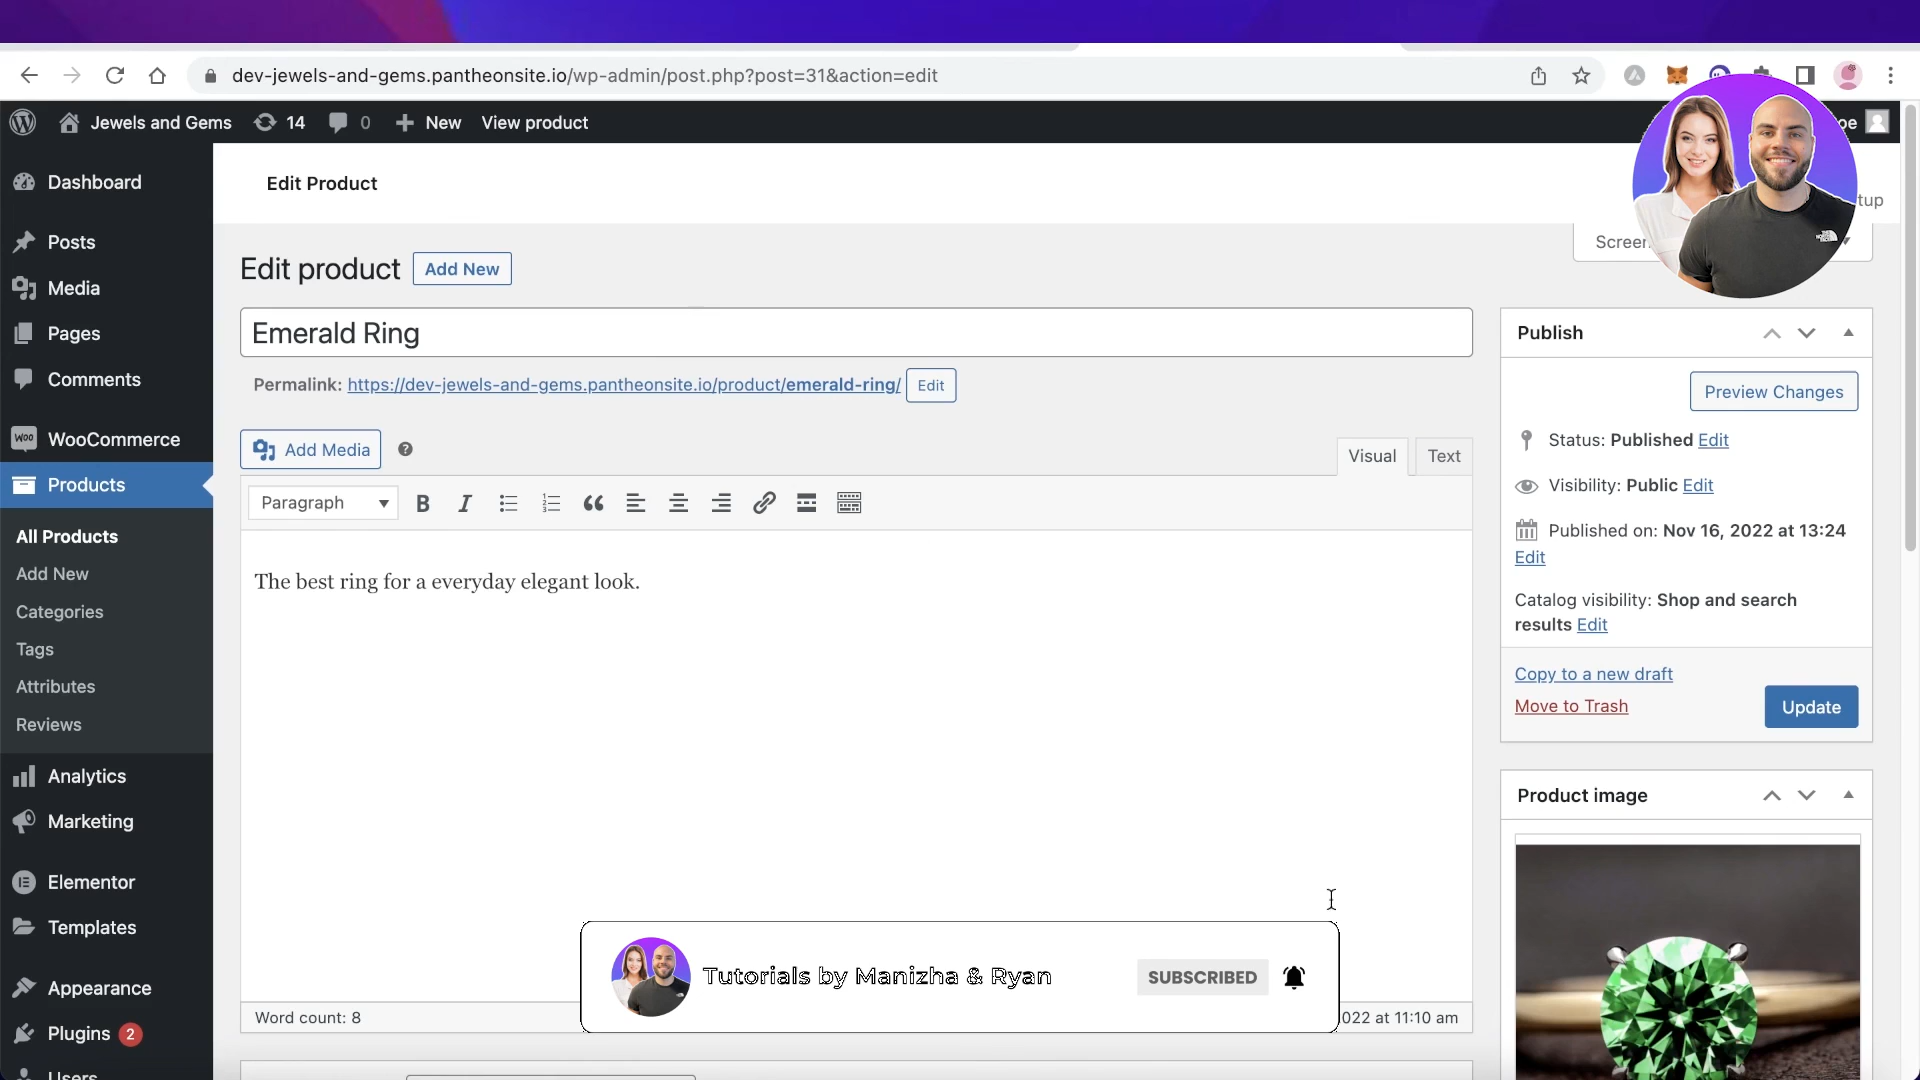 dev-jewels-and-gems.pantheonsite.io/wp-admin/post.php?post=31&action=edit
Jewels and Gems 14 0 New View product oe
Dashboard
Posts
Media
Pages
Comments
WooCommerce
Products
All Products
Add New
Categories
Tags
Attributes
Reviews
Analytics
Marketing
Elementor
Templates
Appearance
Plugins 2
Users
Edit Product
tup
Edit product Add New
Emerald Ring
Permalink: https://dev-jewels-and-gems.pantheonsite.io/product/emerald-ring/ Edit
Add Media
Visual Text
Paragraph
The best ring for a everyday elegant look.
Word count: 8
022 at 11:10 am
Tutorials by Manizha & Ryan SUBSCRIBED
Publish
Preview Changes
Status: Published Edit
Visibility: Public Edit
Published on: Nov 16, 2022 at 13:24
Edit
Catalog visibility: Shop and search
results Edit
Copy to a new draft
Move to Trash
Update
Product image